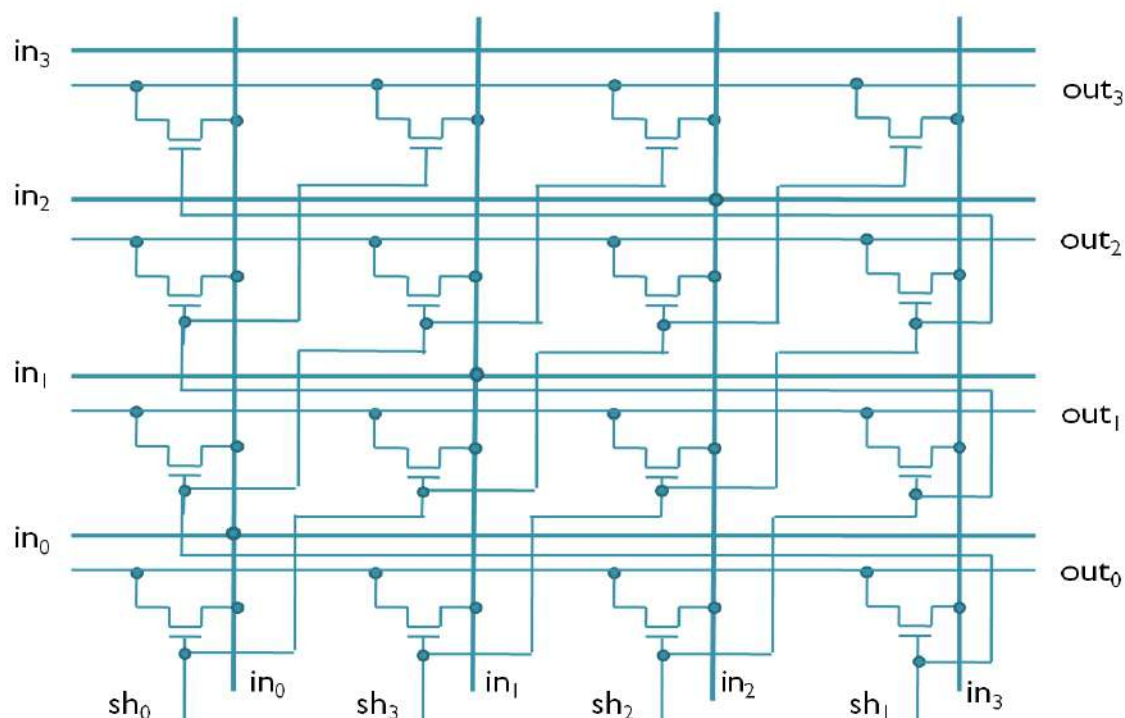 in₃
out₃
in₂
out₂
in₁
out₁
in₀
out₀
sh₀ in₀ sh₃ in₁ sh₂ in₂ sh₁ in₃